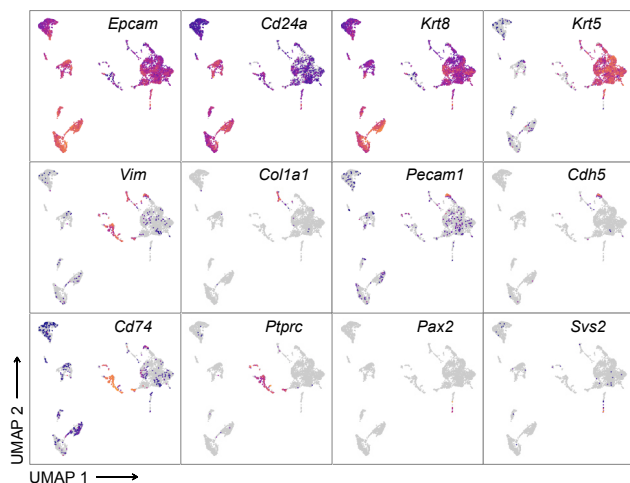 Epcam
Cd24a
Krt8
Krt5
Vim
Col1a1
Pecam1
Cdh5
Cd74
Ptprc
Pax2
Svs2
UMAP 2
UMAP 1